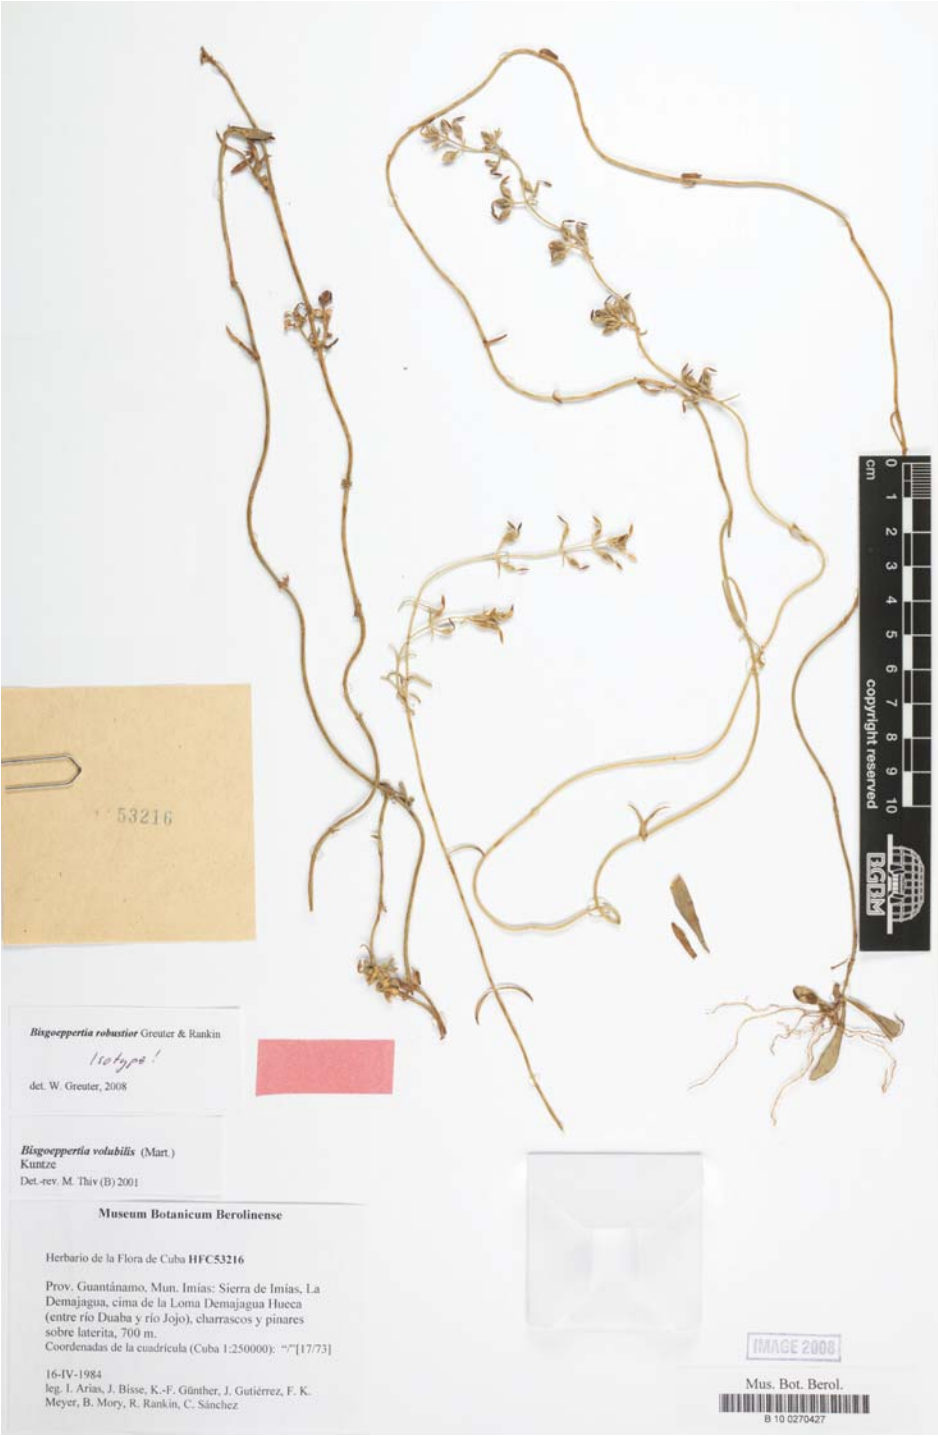 0
cm
1
2
3
4
5
6
7
8
9
10
copyright reserved
BGBM
53216
Bisgoeppertia robustior Greuter & Rankin
Isotype!
det. W. Greuter, 2008
Bisgoeppertia volubilis (Mart.)
Kuntze
Det.-rev. M. Thiv (B) 2001
Museum Botanicum Berolinense
Herbario de la Flora de Cuba HFC53216
Prov. Guantánamo, Mun. Imías: Sierra de Imías, La
Demajagua, cima de la Loma Demajagua Hueca
(entre río Duaba y río Jojo), charrascos y pinares
sobre laterita, 700 m.
Coordenadas de la cuadrícula (Cuba 1:250000): “/”[17/73]
16-IV-1984
leg. I. Arias, J. Bisse, K.-F. Günther, J. Gutiérrez, F. K.
Meyer, B. Mory, R. Rankin, C. Sánchez
IMAGE 2008
Mus. Bot. Berol.
B 10 0270427